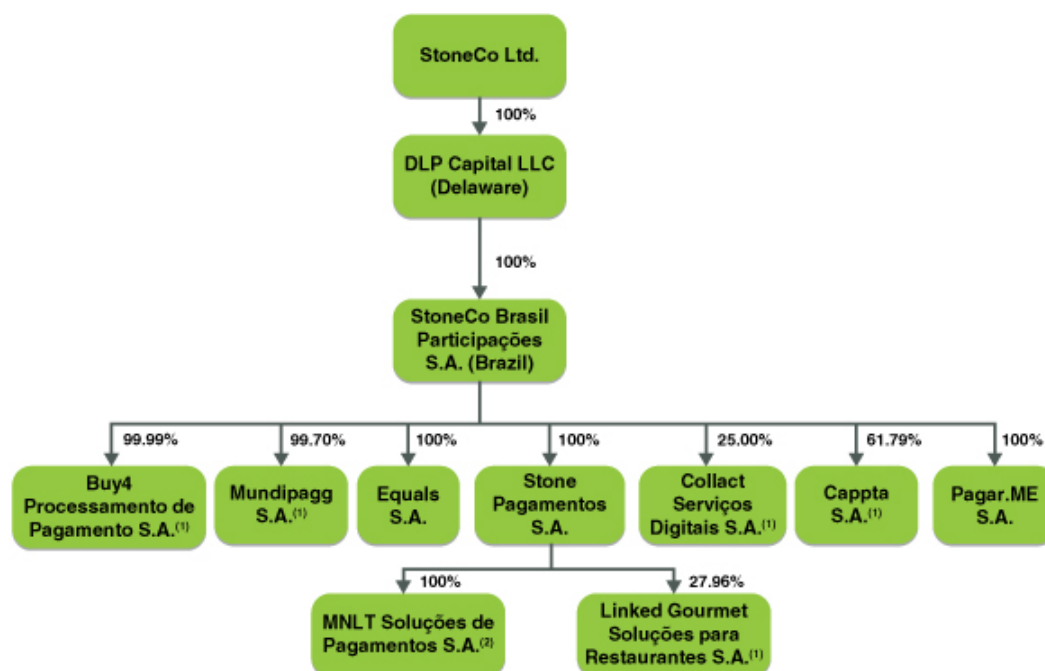 StoneCo Ltd.
100%
DLP Capital LLC
(Delaware)
100%
StoneCo Brasil
Participações
S.A. (Brazil)
99.99%
99.70%
100%
100%
25.00%
61.79%
100%
Buy4
Processamento de
Pagamento S.A.(1)
Mundipagg
S.A.(1)
Equals
S.A.
Stone
Pagamentos
S.A.
Collact
Serviços
Digitais S.A.(1)
Cappta
S.A.(1)
Pagar.ME
S.A.
100%
27.96%
MNLT Soluções de
Pagamentos S.A.(2)
Linked Gourmet
Soluções para
Restaurantes S.A.(1)